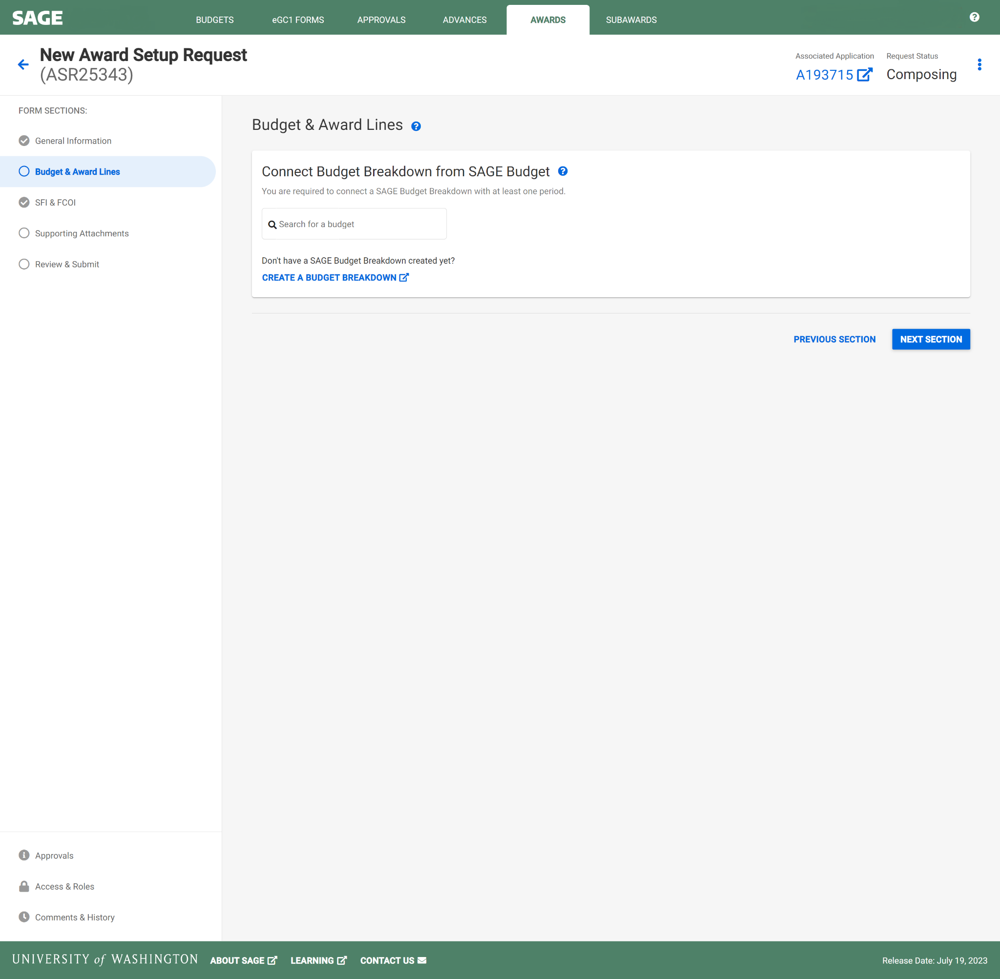 SAGE
BUDGETS
eGC1 FORMS
APPROVALS
ADVANCES
AWARDS
SUBAWARDS
New Award Setup Request
(ASR25343)
Associated Application
A193715
Request Status
Composing
FORM SECTIONS:
General Information
Budget & Award Lines
SFI & FCOI
Supporting Attachments
Review & Submit
Budget & Award Lines
Connect Budget Breakdown from SAGE Budget
You are required to connect a SAGE Budget Breakdown with at least one period.
Search for a budget
Don't have a SAGE Budget Breakdown created yet?
CREATE A BUDGET BREAKDOWN
PREVIOUS SECTION
NEXT SECTION
Approvals
Access & Roles
Comments & History
UNIVERSITY of WASHINGTON
ABOUT SAGE
LEARNING
CONTACT US
Release Date: July 19, 2023